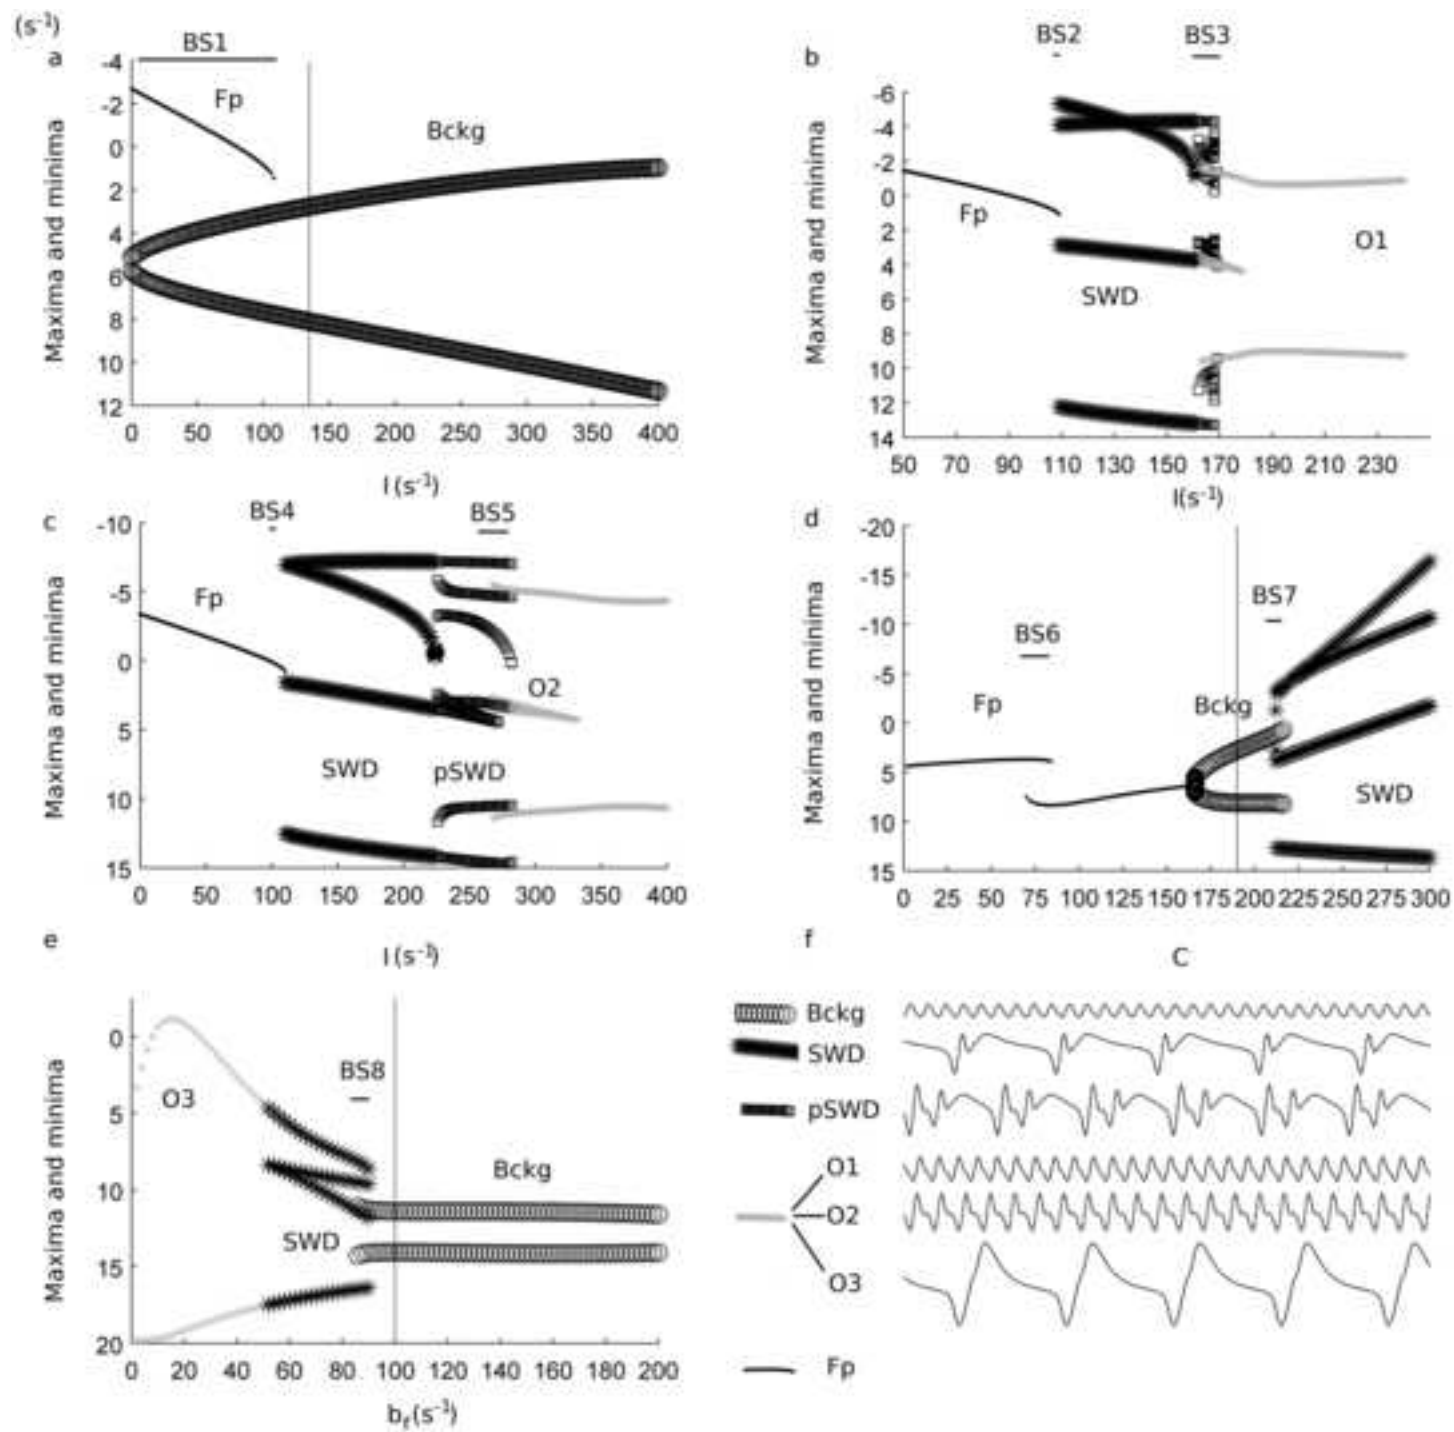 (s⁻¹)
a
BS1
Maxima and minima
-4
-2
0
2
4
6
8
10
12
Fp
Bckg
0 50 100 150 200 250 300 350 400
I (s⁻¹)
b
BS2 BS3
Maxima and minima
-6
-4
-2
0
2
4
6
8
10
12
14
Fp
SWD
O1
50 70 90 110 130 150 170 190 210 230
I(s⁻¹)
c
BS4 BS5
Maxima and minima
-10
-5
0
5
10
15
Fp
O2
SWD pSWD
0 50 100 150 200 250 300 350 400
I (s⁻¹)
d
Maxima and minima
-20
-15
-10
-5
0
5
10
15
BS7
BS6
Fp
Bckg
SWD
0 25 50 75 100 125 150 175 200 225 250 275 300
C
e
Maxima and minima
0
5
10
15
20
BS8
O3
Bckg
SWD
0 20 40 60 80 100 120 140 160 180 200
f
Bckg
SWD
pSWD
O1
O2
O3
Fp